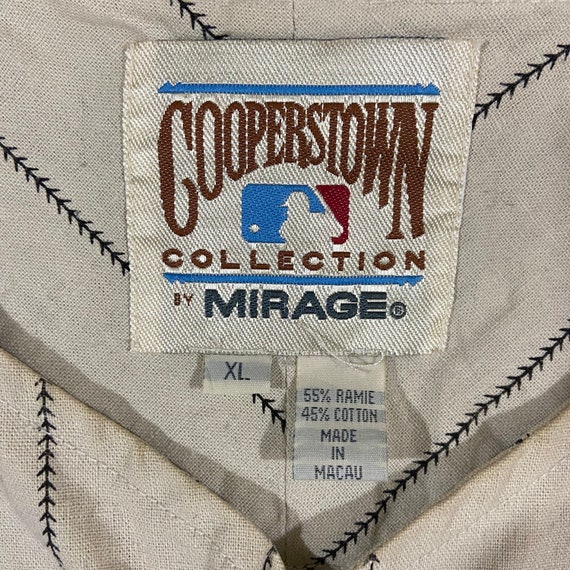 COOPERSTOWN
COLLECTION
BY MIRAGE®
XL
55% RAMIE
45% COTTON
MADE
IN
MACAU